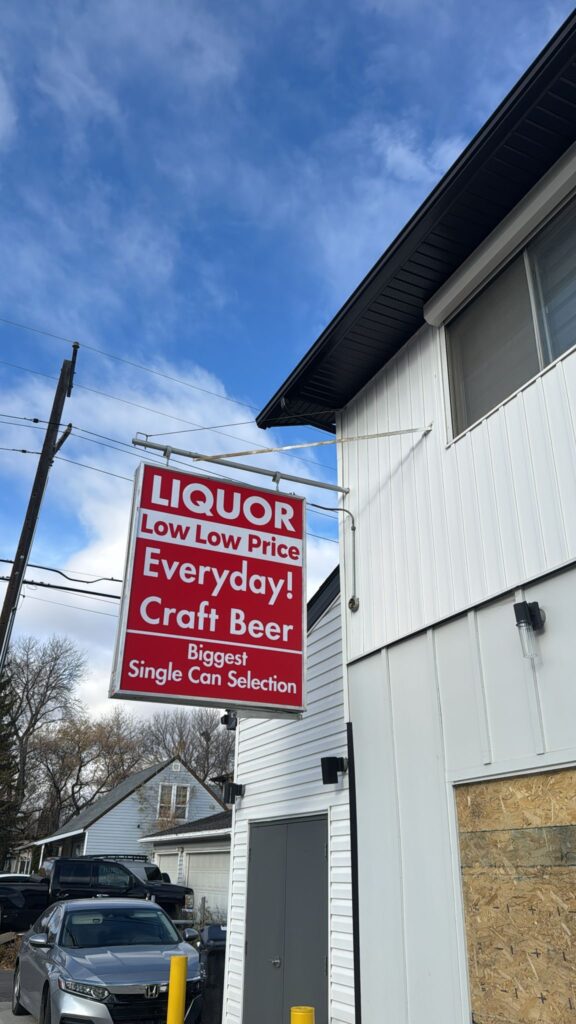 LIQUOR
Low Low Price
Everyday!
Craft Beer
Biggest
Single Can Selection